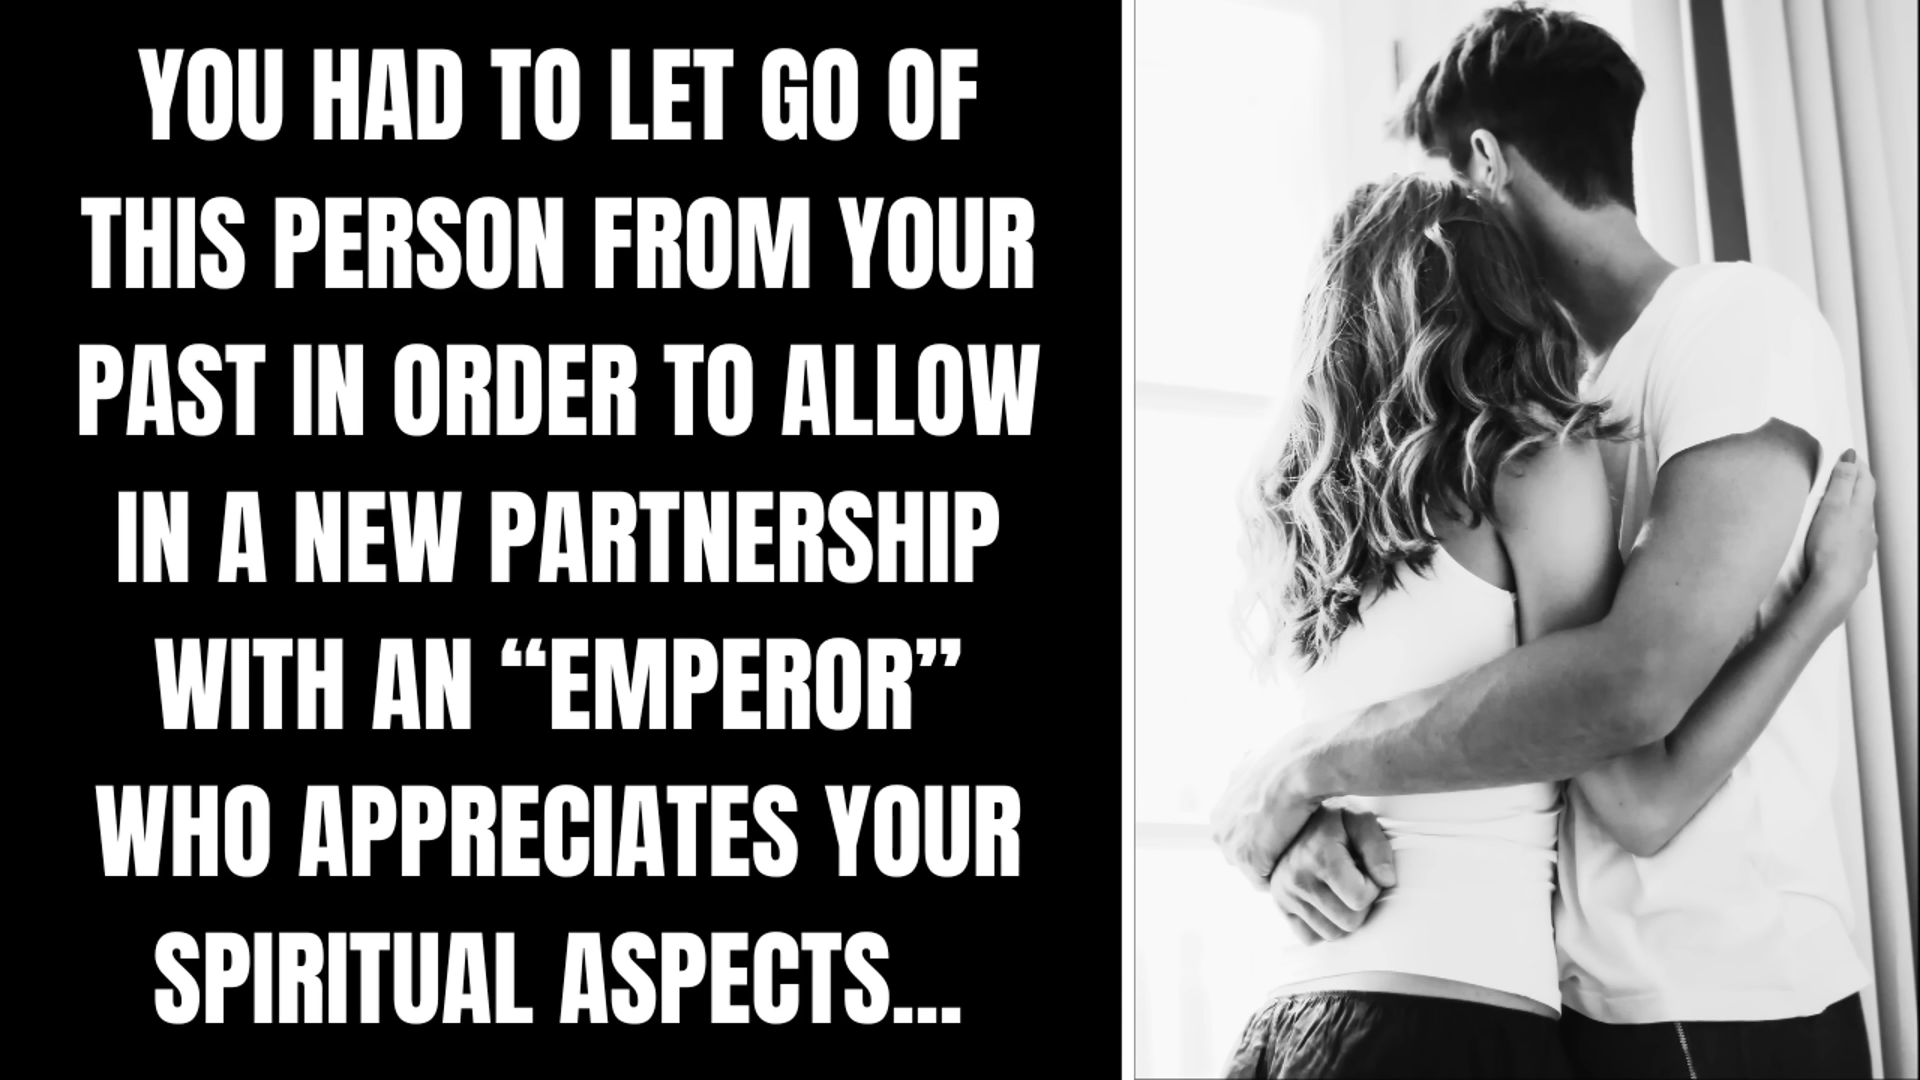 YOU HAD TO LET GO OF
THIS PERSON FROM YOUR
PAST IN ORDER TO ALLOW
IN A NEW PARTNERSHIP
WITH AN “EMPEROR”
WHO APPRECIATES YOUR
SPIRITUAL ASPECTS...